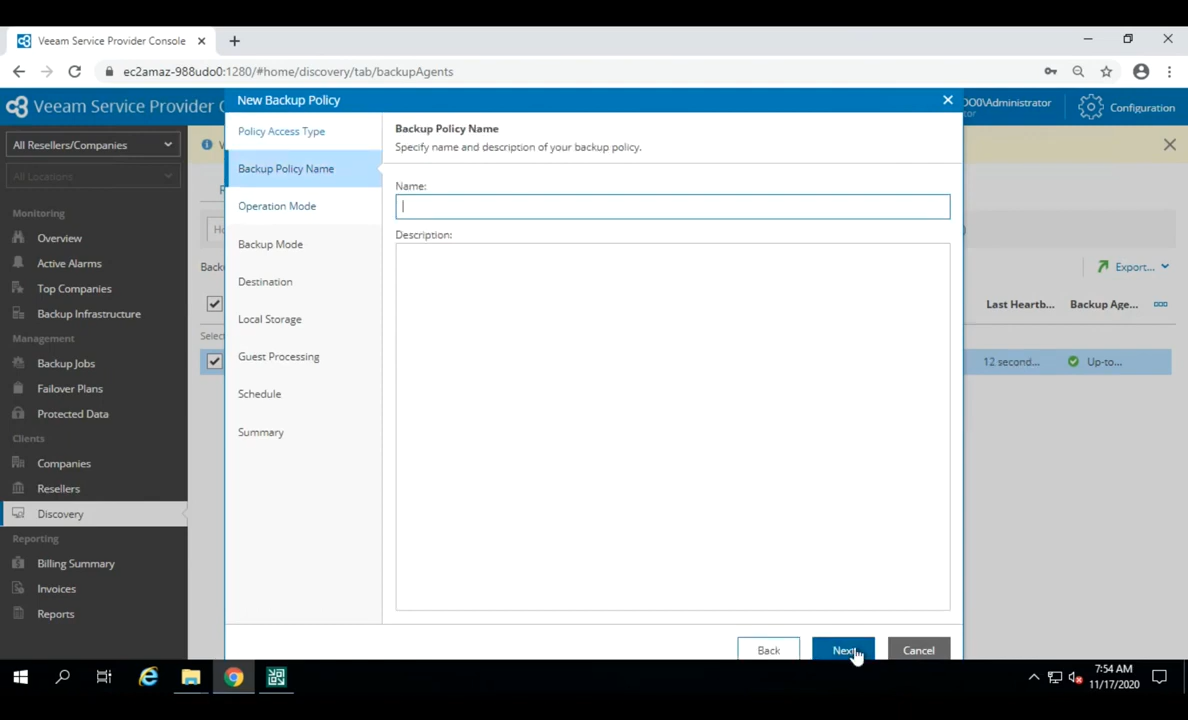 Veeam Service Provider Console
ec2amaz-988udo0:1280/#home/discovery/tab/backupAgents
Veeam Service Provider C
New Backup Policy
DO0\Administrator
Configuration
All Resellers/Companies
All Locations
Monitoring
Overview
Active Alarms
Top Companies
Backup Infrastructure
Management
Backup Jobs
Failover Plans
Protected Data
Clients
Companies
Resellers
Discovery
Reporting
Billing Summary
Invoices
Reports
Policy Access Type
Backup Policy Name
Operation Mode
Backup Mode
Destination
Local Storage
Guest Processing
Schedule
Summary
Backup Policy Name
Specify name and description of your backup policy.
Name:
Description:
Back
Next
Cancel
Export...
Last Heartb...
Backup Age...
12 second...
Up-to...
7:54 AM
11/17/2020